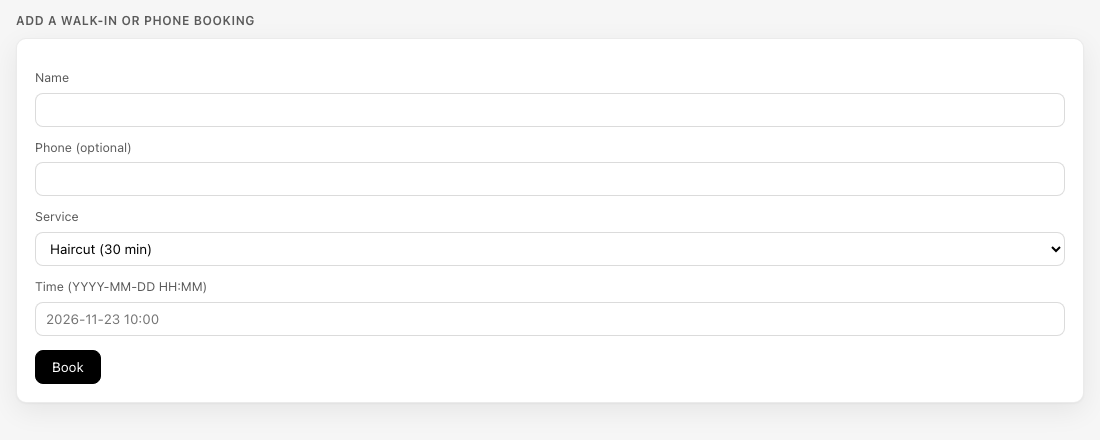 ADD A WALK-IN OR PHONE BOOKING
Name
Phone (optional)
Service
Haircut (30 min)
Time (YYYY-MM-DD HH:MM)
2026-11-23 10:00
Book